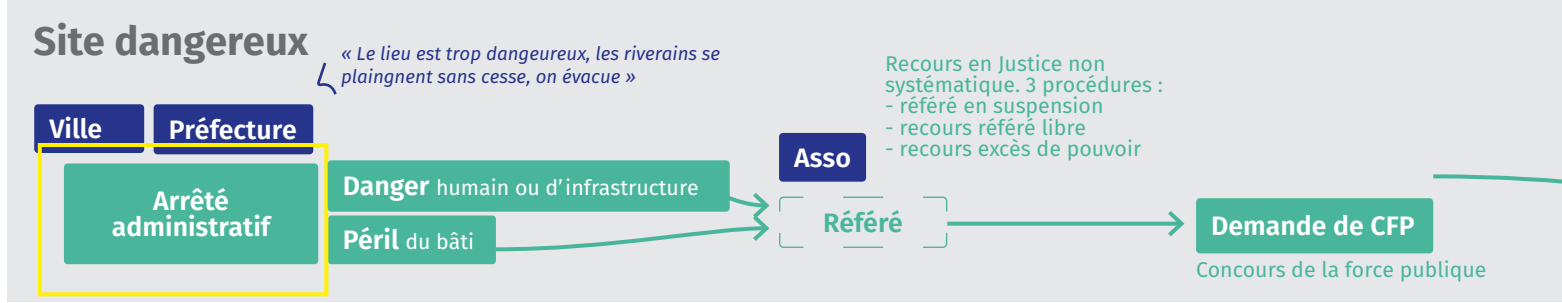 Site dangereux
« Le lieu est trop dangeureux, les riverains se
plaingnent sans cesse, on évacue »
Ville
Préfecture
Arrêté
administratif
Danger humain ou d'infrastructure
Péril du bâti
Asso
Recours en Justice non
systématique. 3 procédures :
- référé en suspension
- recours référé libre
- recours excès de pouvoir
Référé
Demande de CFP
Concours de la force publique